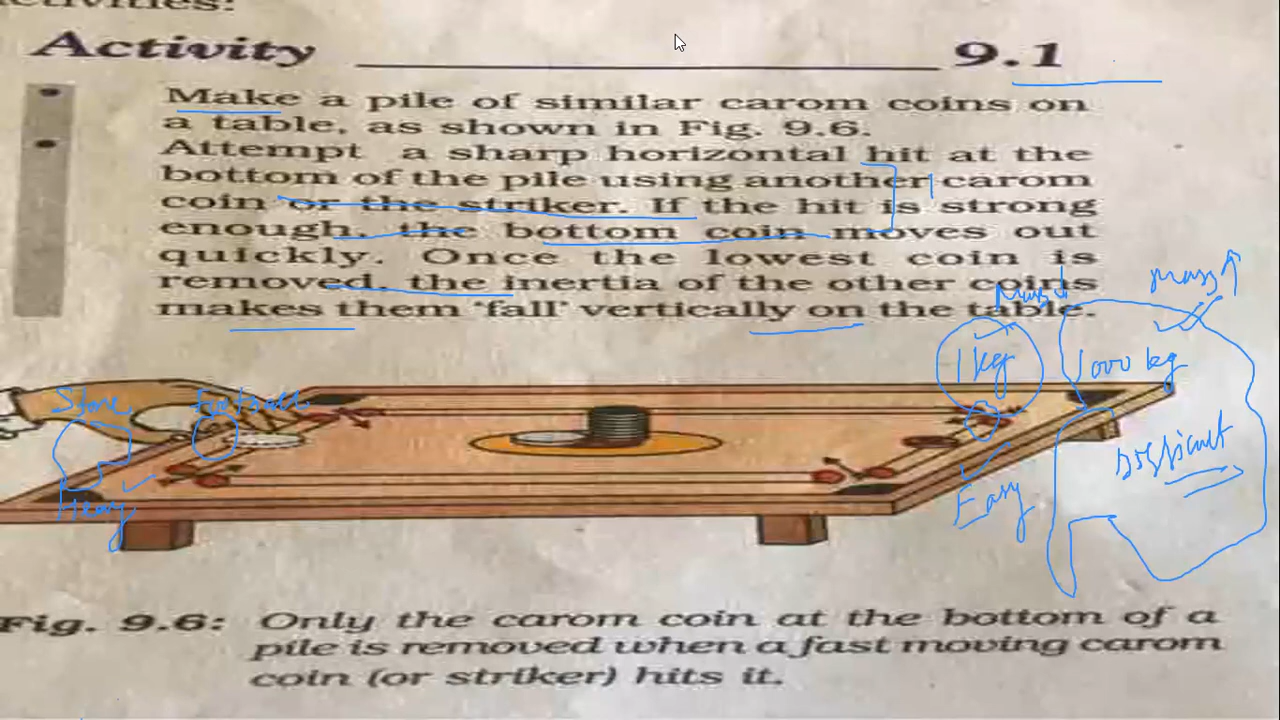 Activity 9.1
Make a pile of similar carom coins on
a table, as shown in Fig. 9.6.
Attempt a sharp horizontal hit at the
bottom of the pile using another carom
coin or the striker. If the hit is strong
enough, the bottom coin moves out
quickly. Once the lowest coin is
removed, the inertia of the other coins
makes them 'fall' vertically on the table.
Mass↓ Mass↑
1 kg 1000 kg
Stone Football
Heavy
Easy
Fig. 9.6: Only the carom coin at the bottom of a
pile is removed when a fast moving carom
coin (or striker) hits it.